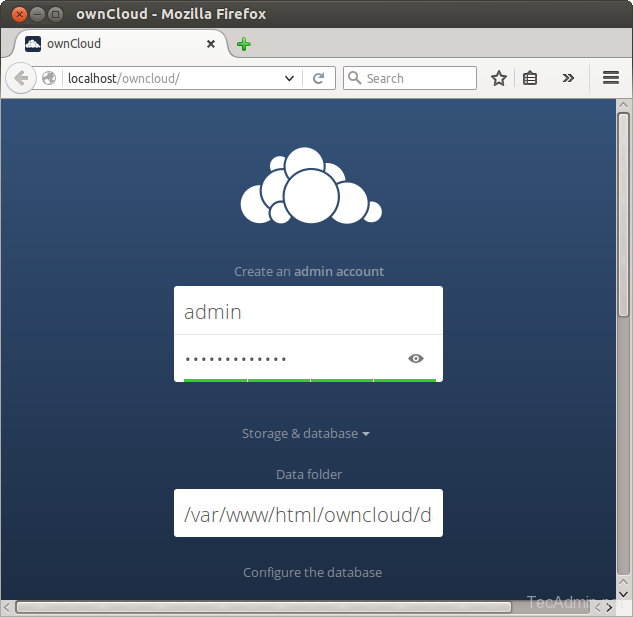 ownCloud - Mozilla Firefox
ownCloud
localhost/owncloud/
Search
Create an admin account
admin
Storage & database
Data folder
/var/www/html/owncloud/d
Configure the database
TecAdmin.net